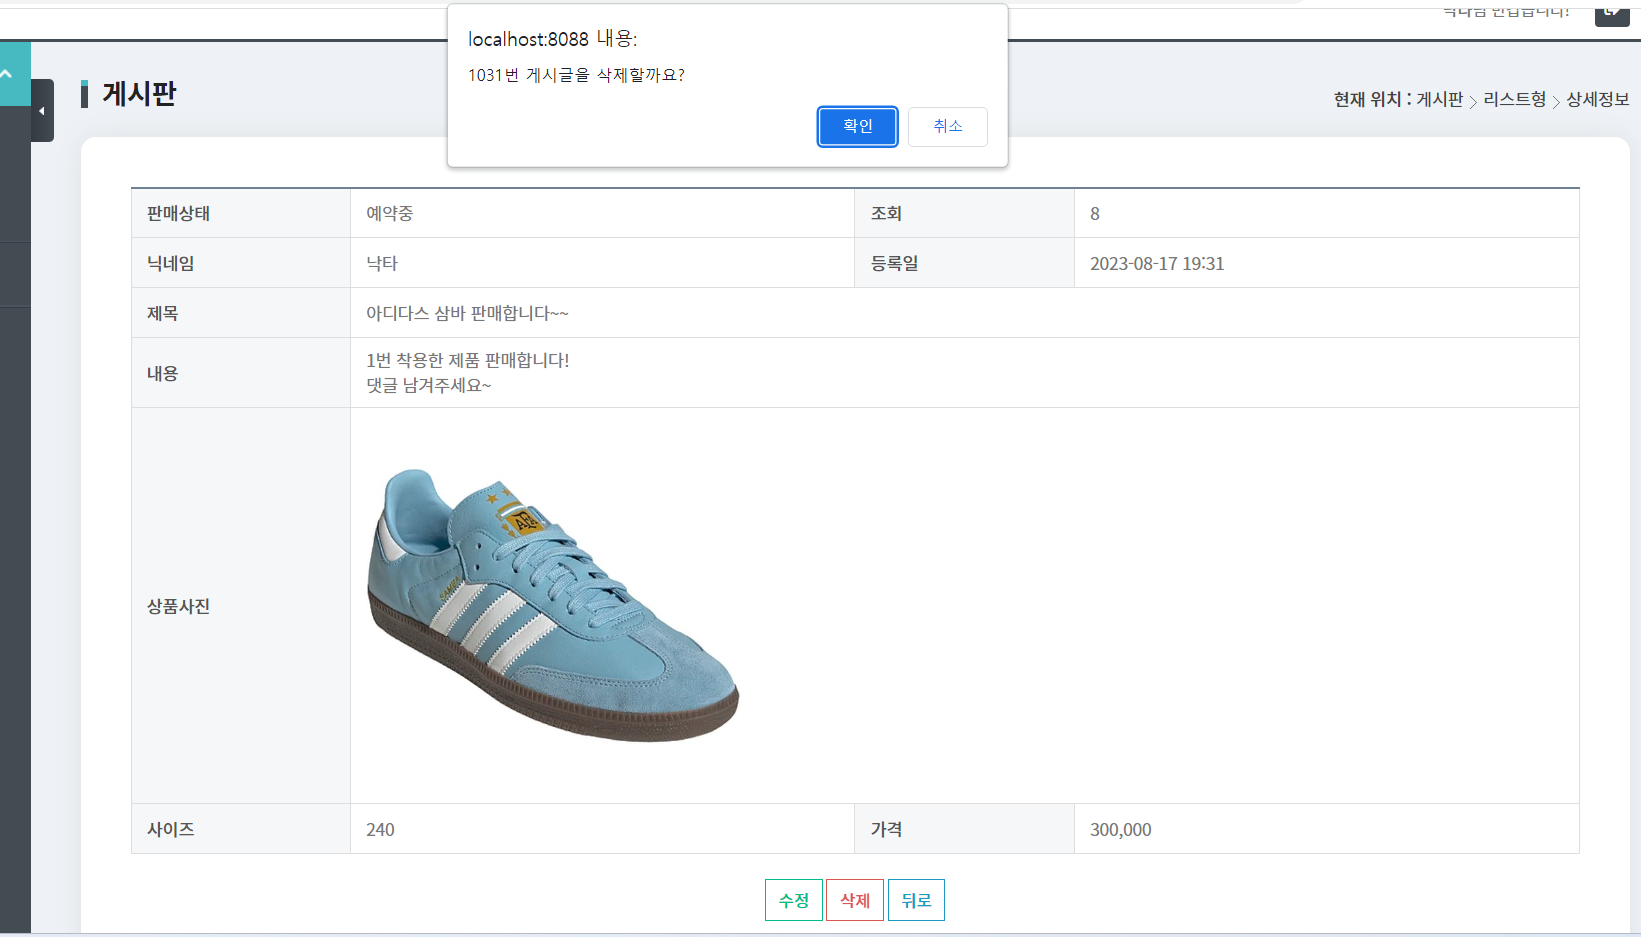 localhost:8088 내용:
1031번 게시글을 삭제할까요?
확인 취소
게시판
현재 위치 : 게시판 > 리스트형 > 상세정보
판매상태 예약중 조회 8
닉네임 낙타 등록일 2023-08-17 19:31
제목 아디다스 삼바 판매합니다~~
내용 1번 착용한 제품 판매합니다!
댓글 남겨주세요~
상품사진
SAMBA
사이즈 240 가격 300,000
수정 삭제 뒤로